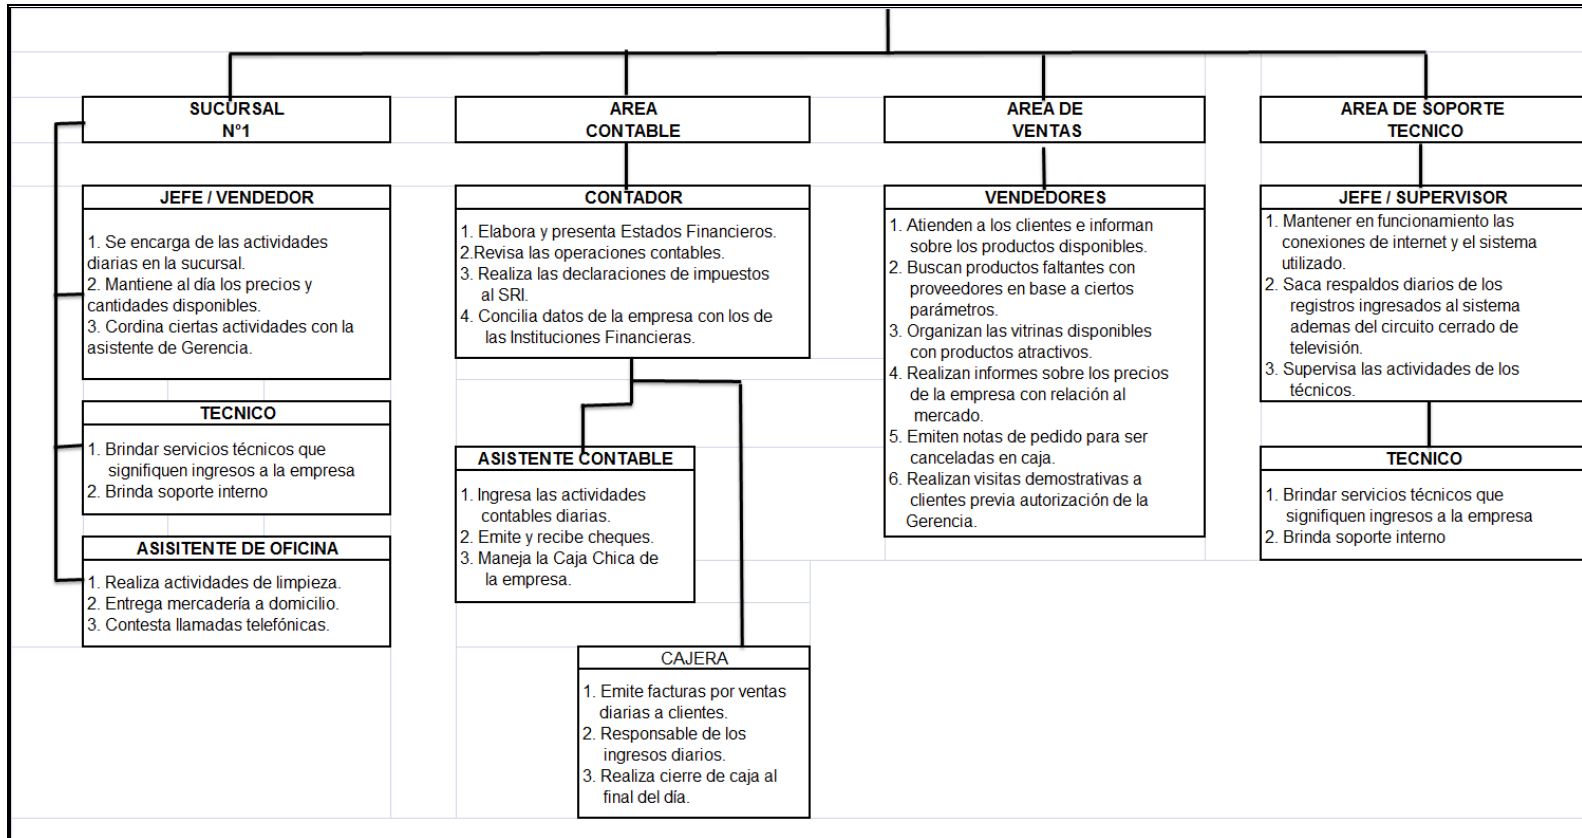 SUCURSAL
N°1
JEFE / VENDEDOR
1. Se encarga de las actividades
diarias en la sucursal.
2. Mantiene al día los precios y
cantidades disponibles.
3. Cordina ciertas actividades con la
asistente de Gerencia.
TECNICO
1. Brindar servicios técnicos que
signifiquen ingresos a la empresa
2. Brinda soporte interno
ASISITENTE DE OFICINA
1. Realiza actividades de limpieza.
2. Entrega mercadería a domicilio.
3. Contesta llamadas telefónicas.
AREA
CONTABLE
CONTADOR
1. Elabora y presenta Estados Financieros.
2.Revisa las operaciones contables.
3. Realiza las declaraciones de impuestos
al SRI.
4. Concilia datos de la empresa con los de
las Instituciones Financieras.
ASISTENTE CONTABLE
1. Ingresa las actividades
contables diarias.
2. Emite y recibe cheques.
3. Maneja la Caja Chica de
la empresa.
CAJERA
1. Emite facturas por ventas
diarias a clientes.
2. Responsable de los
ingresos diarios.
3. Realiza cierre de caja al
final del día.
AREA DE
VENTAS
VENDEDORES
1. Atienden a los clientes e informan
sobre los productos disponibles.
2. Buscan productos faltantes con
proveedores en base a ciertos
parámetros.
3. Organizan las vitrinas disponibles
con productos atractivos.
4. Realizan informes sobre los precios
de la empresa con relación al
mercado.
5. Emiten notas de pedido para ser
canceladas en caja.
6. Realizan visitas demostrativas a
clientes previa autorización de la
Gerencia.
AREA DE SOPORTE
TECNICO
JEFE / SUPERVISOR
1. Mantener en funcionamiento las
conexiones de internet y el sistema
utilizado.
2. Saca respaldos diarios de los
registros ingresados al sistema
ademas del circuito cerrado de
televisión.
3. Supervisa las actividades de los
técnicos.
TECNICO
1. Brindar servicios técnicos que
signifiquen ingresos a la empresa
2. Brinda soporte interno